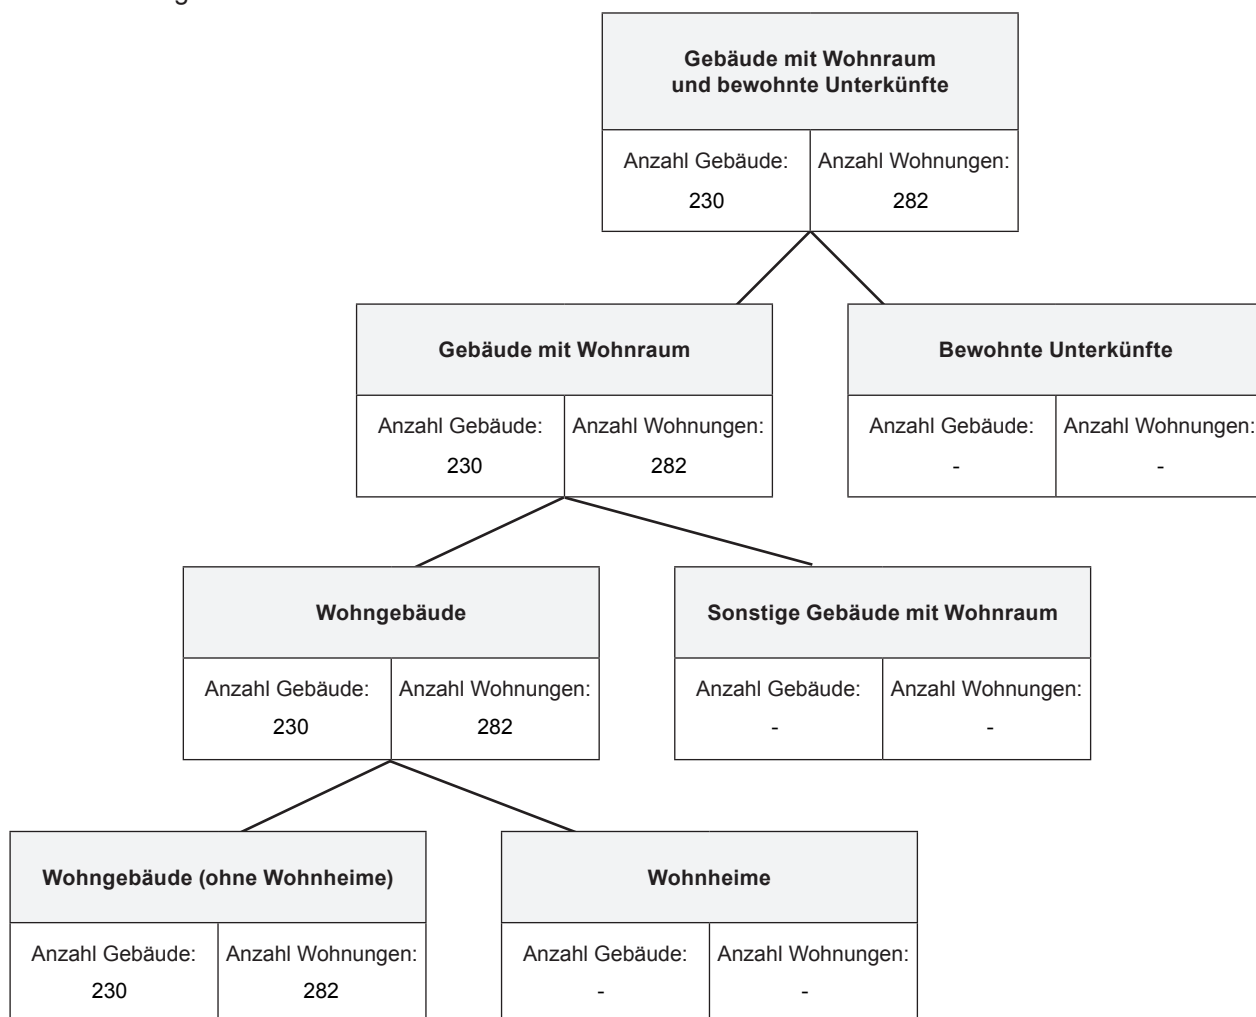 Gebäude mit Wohnraum
und bewohnte Unterkünfte
Anzahl Gebäude: Anzahl Wohnungen:
230 282
Gebäude mit Wohnraum Bewohnte Unterkünfte
Anzahl Gebäude: Anzahl Wohnungen: Anzahl Gebäude: Anzahl Wohnungen:
230 282 - -
Wohngebäude Sonstige Gebäude mit Wohnraum
Anzahl Gebäude: Anzahl Wohnungen: Anzahl Gebäude: Anzahl Wohnungen:
230 282 - -
Wohngebäude (ohne Wohnheime) Wohnheime
Anzahl Gebäude: Anzahl Wohnungen: Anzahl Gebäude: Anzahl Wohnungen:
230 282 - -